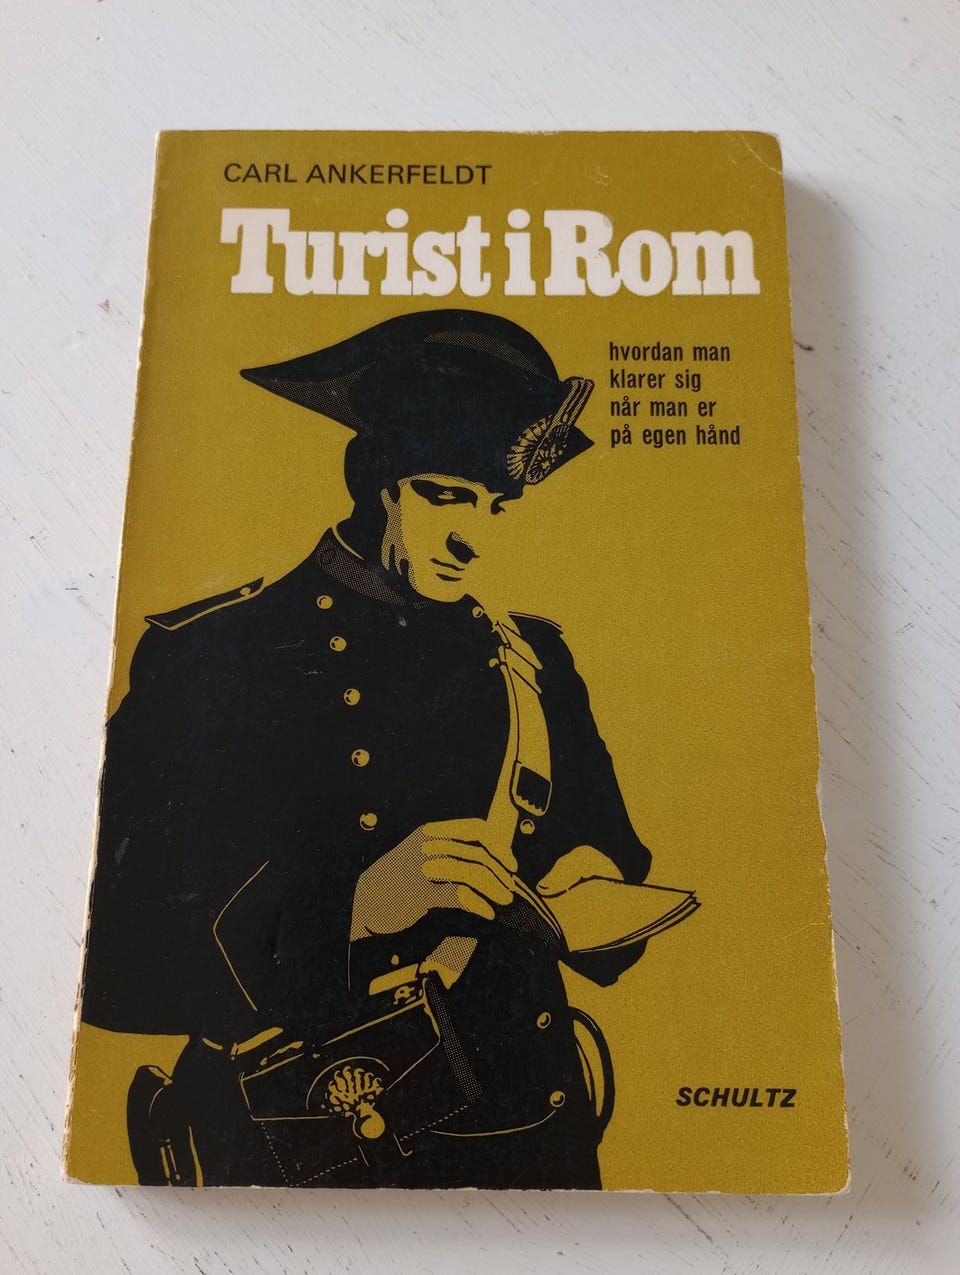 CARL ANKERFELDT
Turist i Rom
hvordan man
klarer sig
når man er
på egen hånd
SCHULTZ